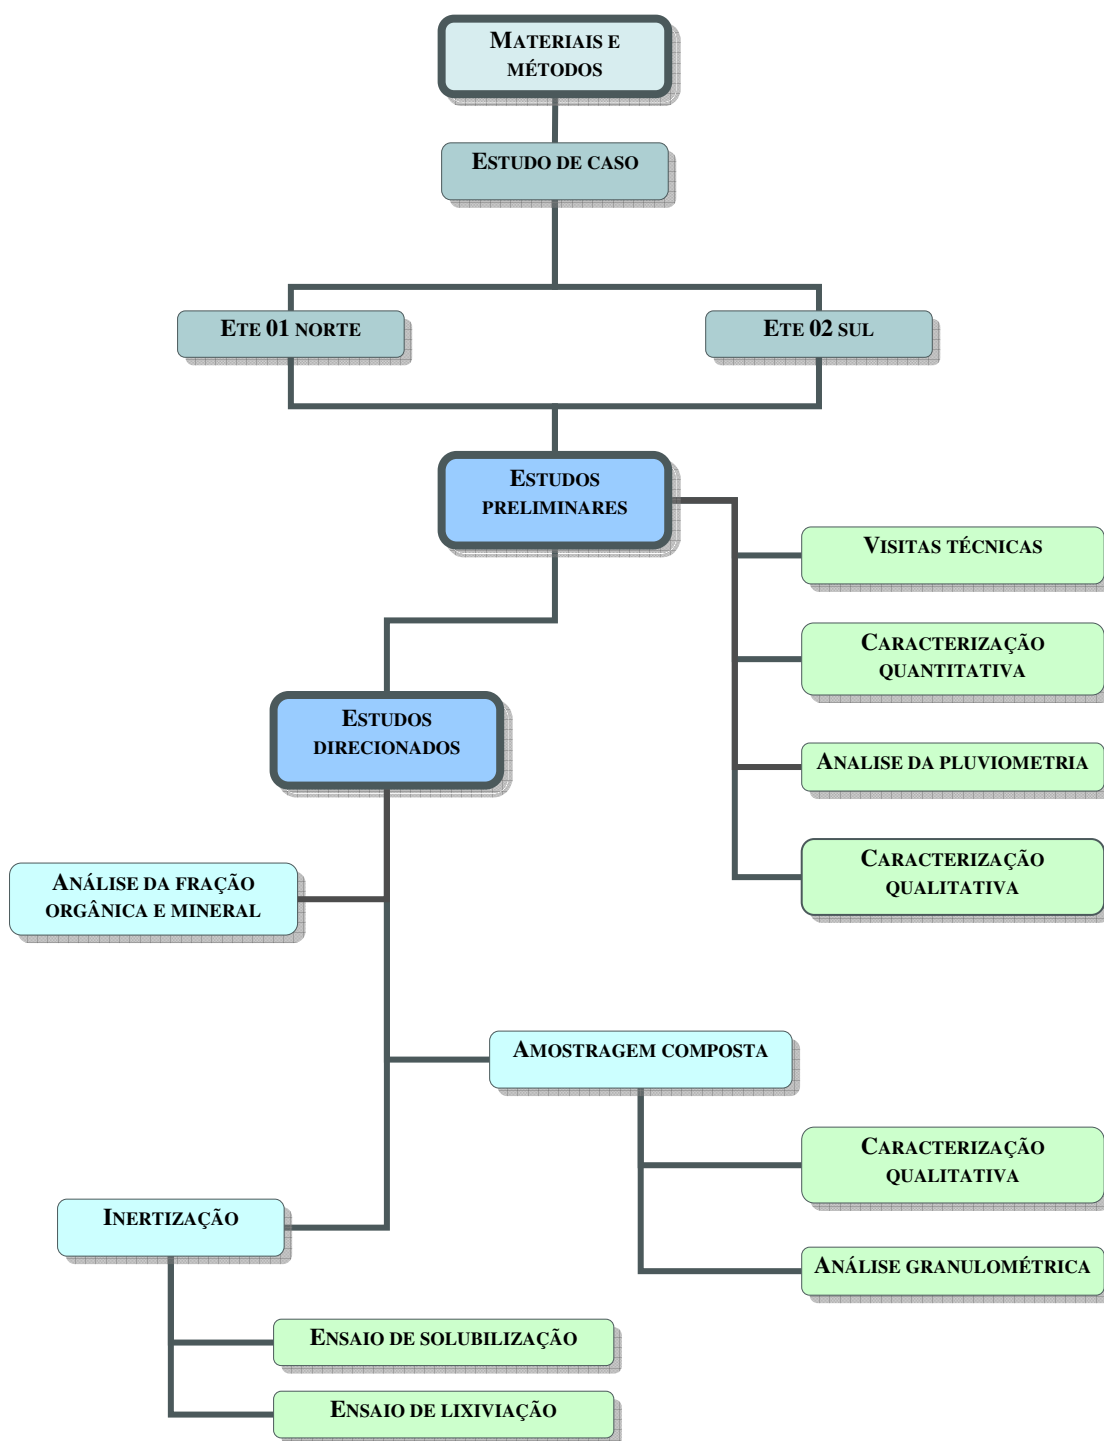 MATERIAIS E
MÉTODOS
ESTUDO DE CASO
ETE 01 NORTE
ETE 02 SUL
ESTUDOS
PRELIMINARES
VISITAS TÉCNICAS
CARACTERIZAÇÃO
QUANTITATIVA
ANALISE DA PLUVIOMETRIA
CARACTERIZAÇÃO
QUALITATIVA
ESTUDOS
DIRECIONADOS
ANÁLISE DA FRAÇÃO
ORGÂNICA E MINERAL
AMOSTRAGEM COMPOSTA
CARACTERIZAÇÃO
QUALITATIVA
ANÁLISE GRANULOMÉTRICA
INERTIZAÇÃO
ENSAIO DE SOLUBILIZAÇÃO
ENSAIO DE LIXIVIAÇÃO